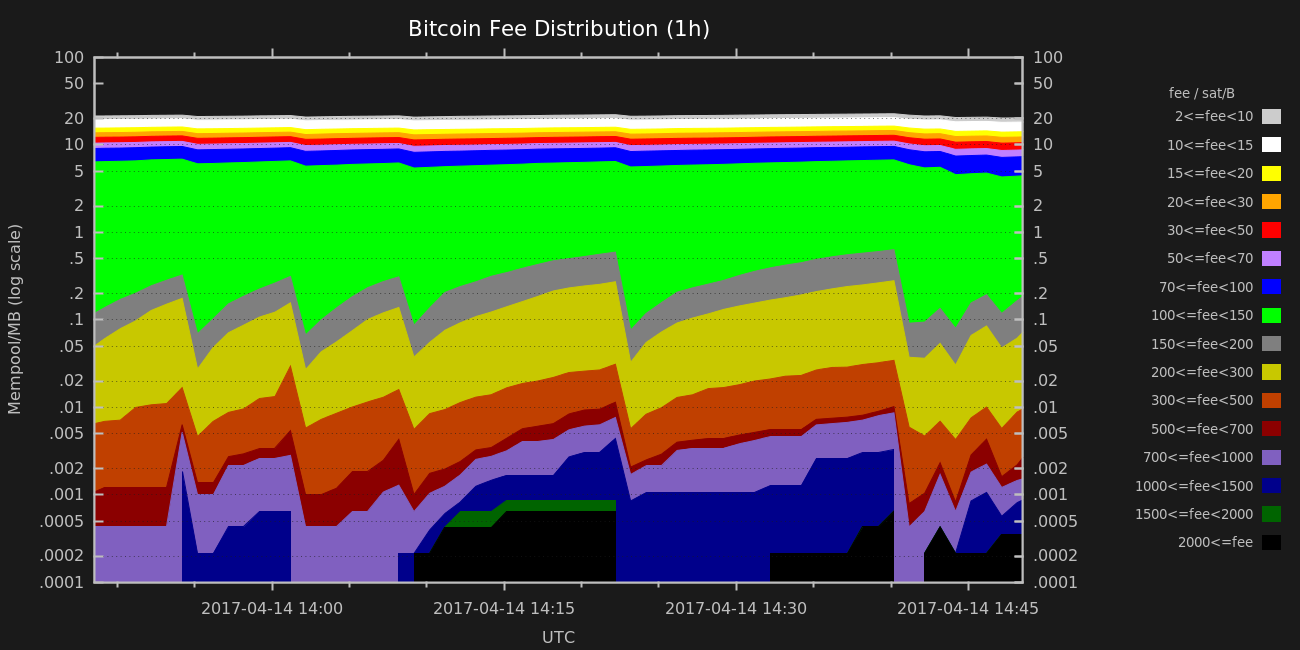 Bitcoin Fee Distribution (1h)
100 100
50 50
20 20
10 10
5 5
2 2
1 1
.5 .5
.2 .2
.1 .1
.05 .05
.02 .02
.01 .01
.005 .005
.002 .002
.001 .001
.0005 .0005
.0002 .0002
.0001 .0001
Mempool/MB (log scale)
2017-04-14 14:00 2017-04-14 14:15 2017-04-14 14:30 2017-04-14 14:45
UTC
fee / sat/B
2<=fee<10
10<=fee<15
15<=fee<20
20<=fee<30
30<=fee<50
50<=fee<70
70<=fee<100
100<=fee<150
150<=fee<200
200<=fee<300
300<=fee<500
500<=fee<700
700<=fee<1000
1000<=fee<1500
1500<=fee<2000
2000<=fee